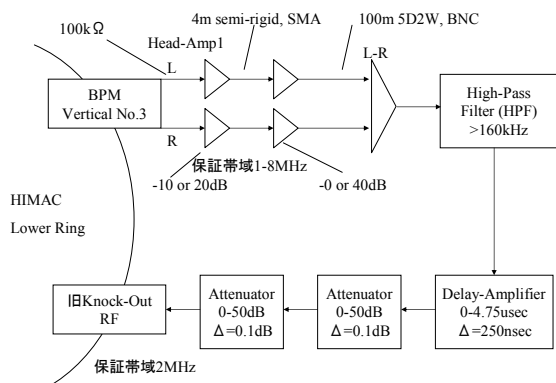 4m semi-rigid, SMA
100m 5D2W, BNC
100kΩ
Head-Amp1
L
L-R
BPM
Vertical No.3
R
High-Pass
Filter (HPF)
>160kHz
保証帯域1-8MHz
-10 or 20dB
-0 or 40dB
HIMAC
Lower Ring
旧Knock-Out
RF
Attenuator
0-50dB
Δ=0.1dB
Attenuator
0-50dB
Δ=0.1dB
Delay-Amplifier
0-4.75usec
Δ=250nsec
保証帯域2MHz